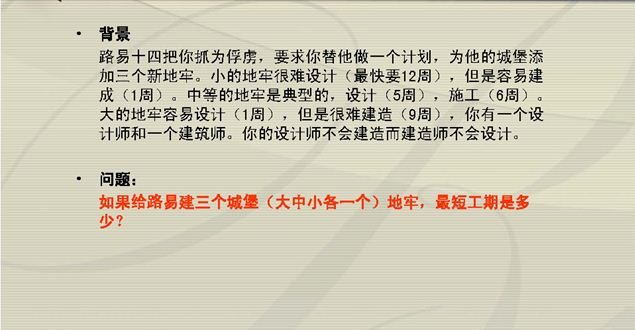 背景
路易十四把你抓为俘虏，要求你替他做一个计划，为他的城堡添
加三个新地牢。小的地牢很难设计（最快要12周），但是容易建
成（1周）。中等的地牢是典型的，设计（5周），施工（6周）。
大的地牢容易设计（1周），但是很难建造（9周），你有一个设
计师和一个建筑师。你的设计师不会建造而建造师不会设计。
问题：
如果给路易建三个城堡（大中小各一个）地牢，最短工期是多
少？